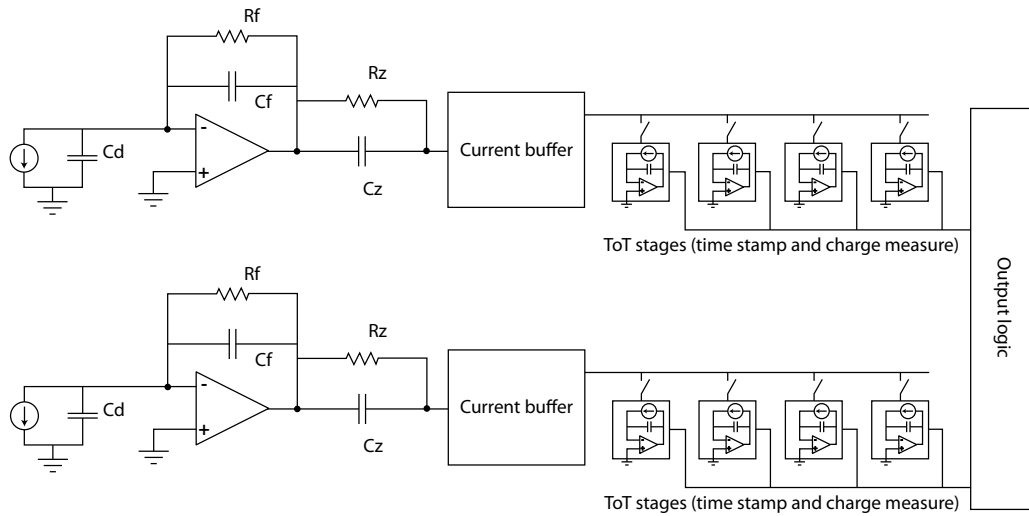 Rf
Cf
Rz
Cz
Cd
-
+
Current buffer
ToT stages (time stamp and charge measure)
Rf
Cf
Rz
Cz
Cd
-
+
Current buffer
ToT stages (time stamp and charge measure)
Output logic